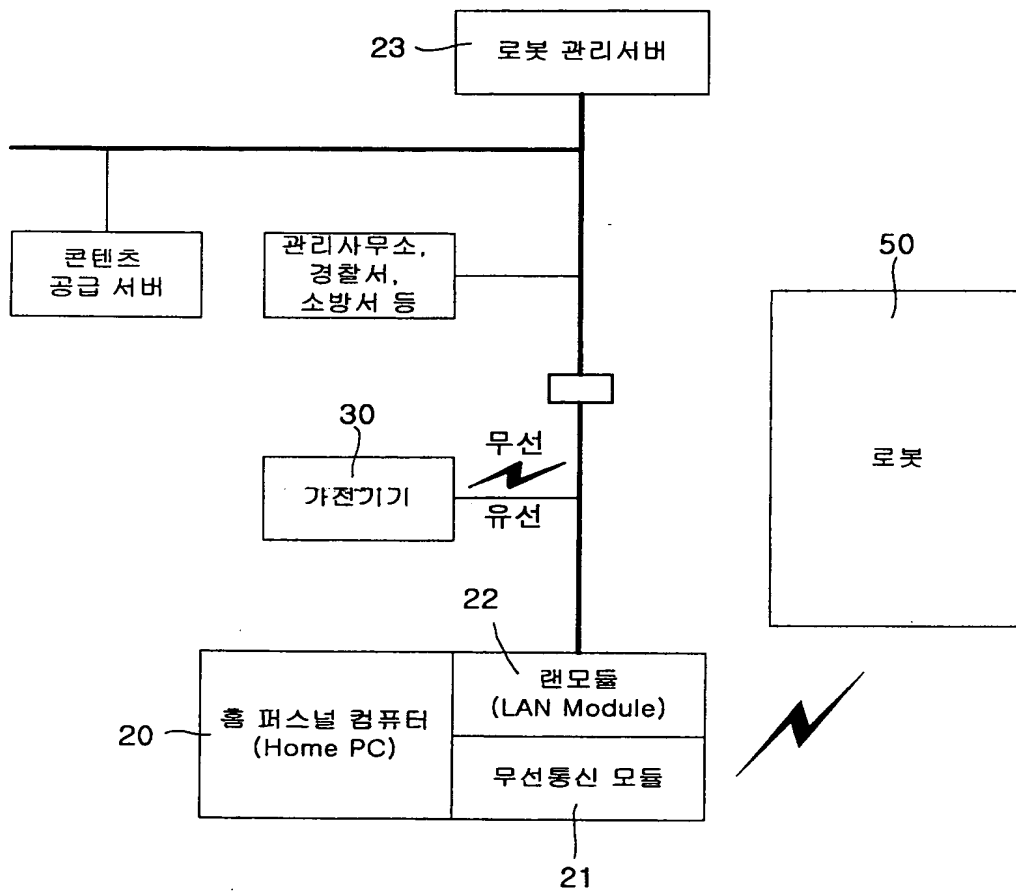 23
로봇 관리서버
콘텐츠
공급 서버
관리사무소,
경찰서,
소방서 등
50
로봇
30
무선
가전기기
유선
22
랜모듈
(LAN Module)
20
홈 퍼스널 컴퓨터
(Home PC)
무선통신 모듈
21